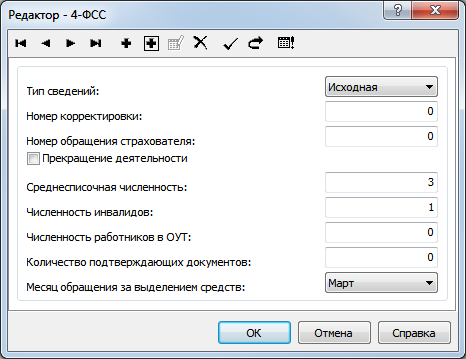 Редактор - 4-ФСС
Тип сведений: Исходная
Номер корректировки: 0
Номер обращения страхователя: 0
Прекращение деятельности
Среднесписочная численность: 3
Численность инвалидов: 1
Численность работников в ОУТ: 0
Количество подтверждающих документов: 0
Месяц обращения за выделением средств: Март
ОК Отмена Справка